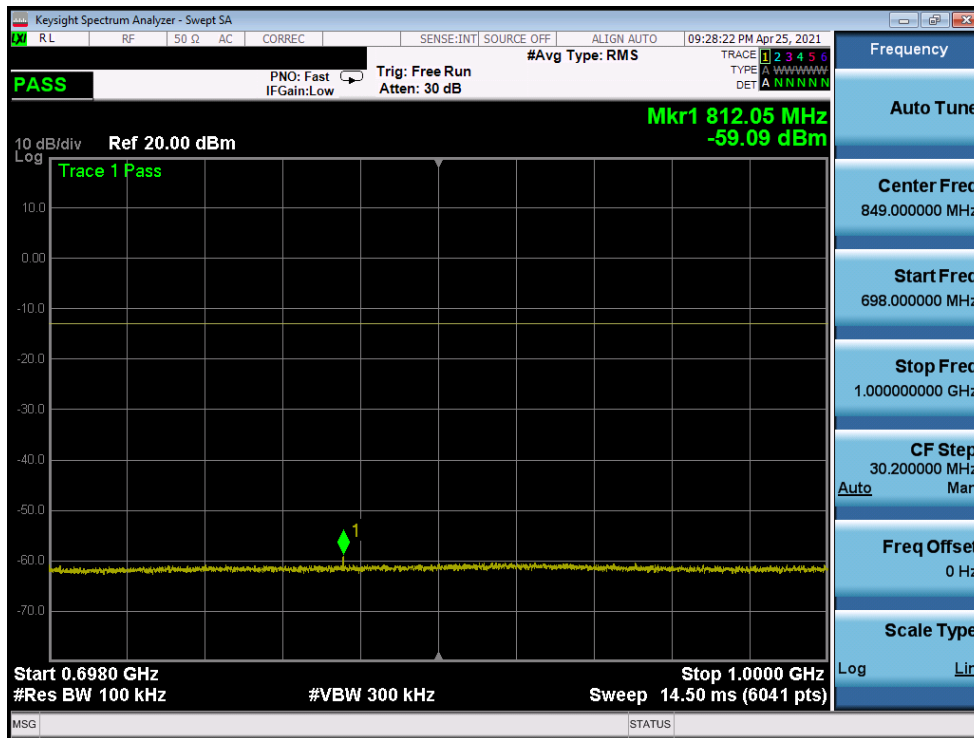 Keysight Spectrum Analyzer - Swept SA
LXI RL RF 50 Ω AC CORREC SENSE:INT SOURCE OFF ALIGN AUTO 09:28:22 PM Apr 25, 2021
PASS
PNO: Fast
IFGain:Low
Trig: Free Run
Atten: 30 dB
#Avg Type: RMS
TRACE 1 2 3 4 5 6
TYPE A WWWWW
DET A N N N N N
Mkr1 812.05 MHz
-59.09 dBm
10 dB/div Ref 20.00 dBm
Log
Trace 1 Pass
10.0
0.00
-10.0
-20.0
-30.0
-40.0
-50.0
-60.0
-70.0
1
Start 0.6980 GHz Stop 1.0000 GHz
#Res BW 100 kHz #VBW 300 kHz Sweep 14.50 ms (6041 pts)
MSG STATUS
Frequency
Auto Tune
Center Freq
849.000000 MHz
Start Freq
698.000000 MHz
Stop Freq
1.000000000 GHz
CF Step
30.200000 MHz
Auto Man
Freq Offset
0 Hz
Scale Type
Log Lin